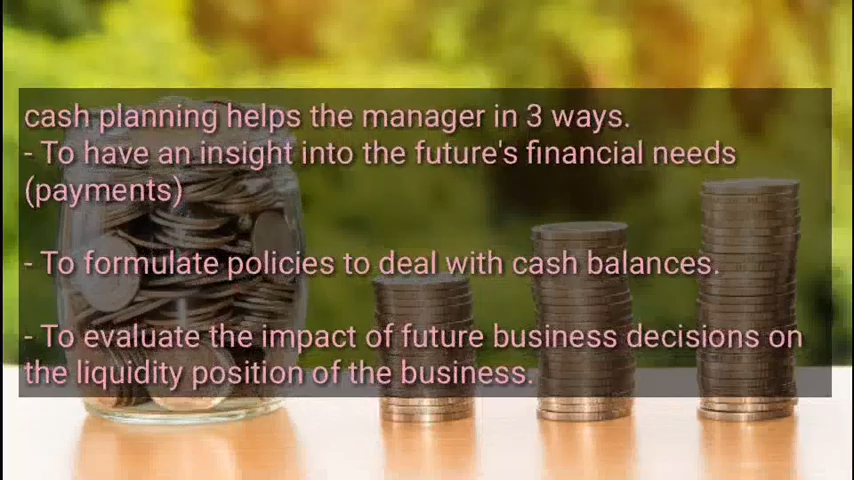 cash planning helps the manager in 3 ways.
- To have an insight into the future's financial needs
(payments)
- To formulate policies to deal with cash balances.
- To evaluate the impact of future business decisions on
the liquidity position of the business.